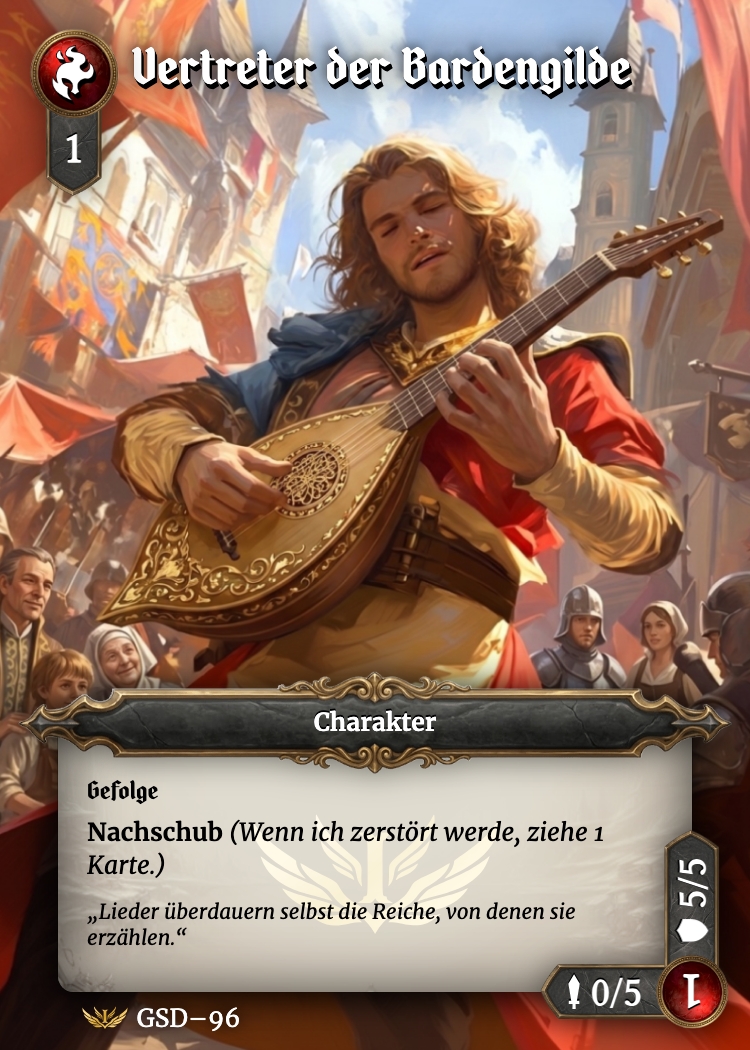 Vertreter der Bardengilde
1
Charakter
Gefolge
Nachschub (Wenn ich zerstört werde, ziehe 1
Karte.)
„Lieder überdauern selbst die Reiche, von denen sie
erzählen.“
5/5
0/5
1
GSD–96